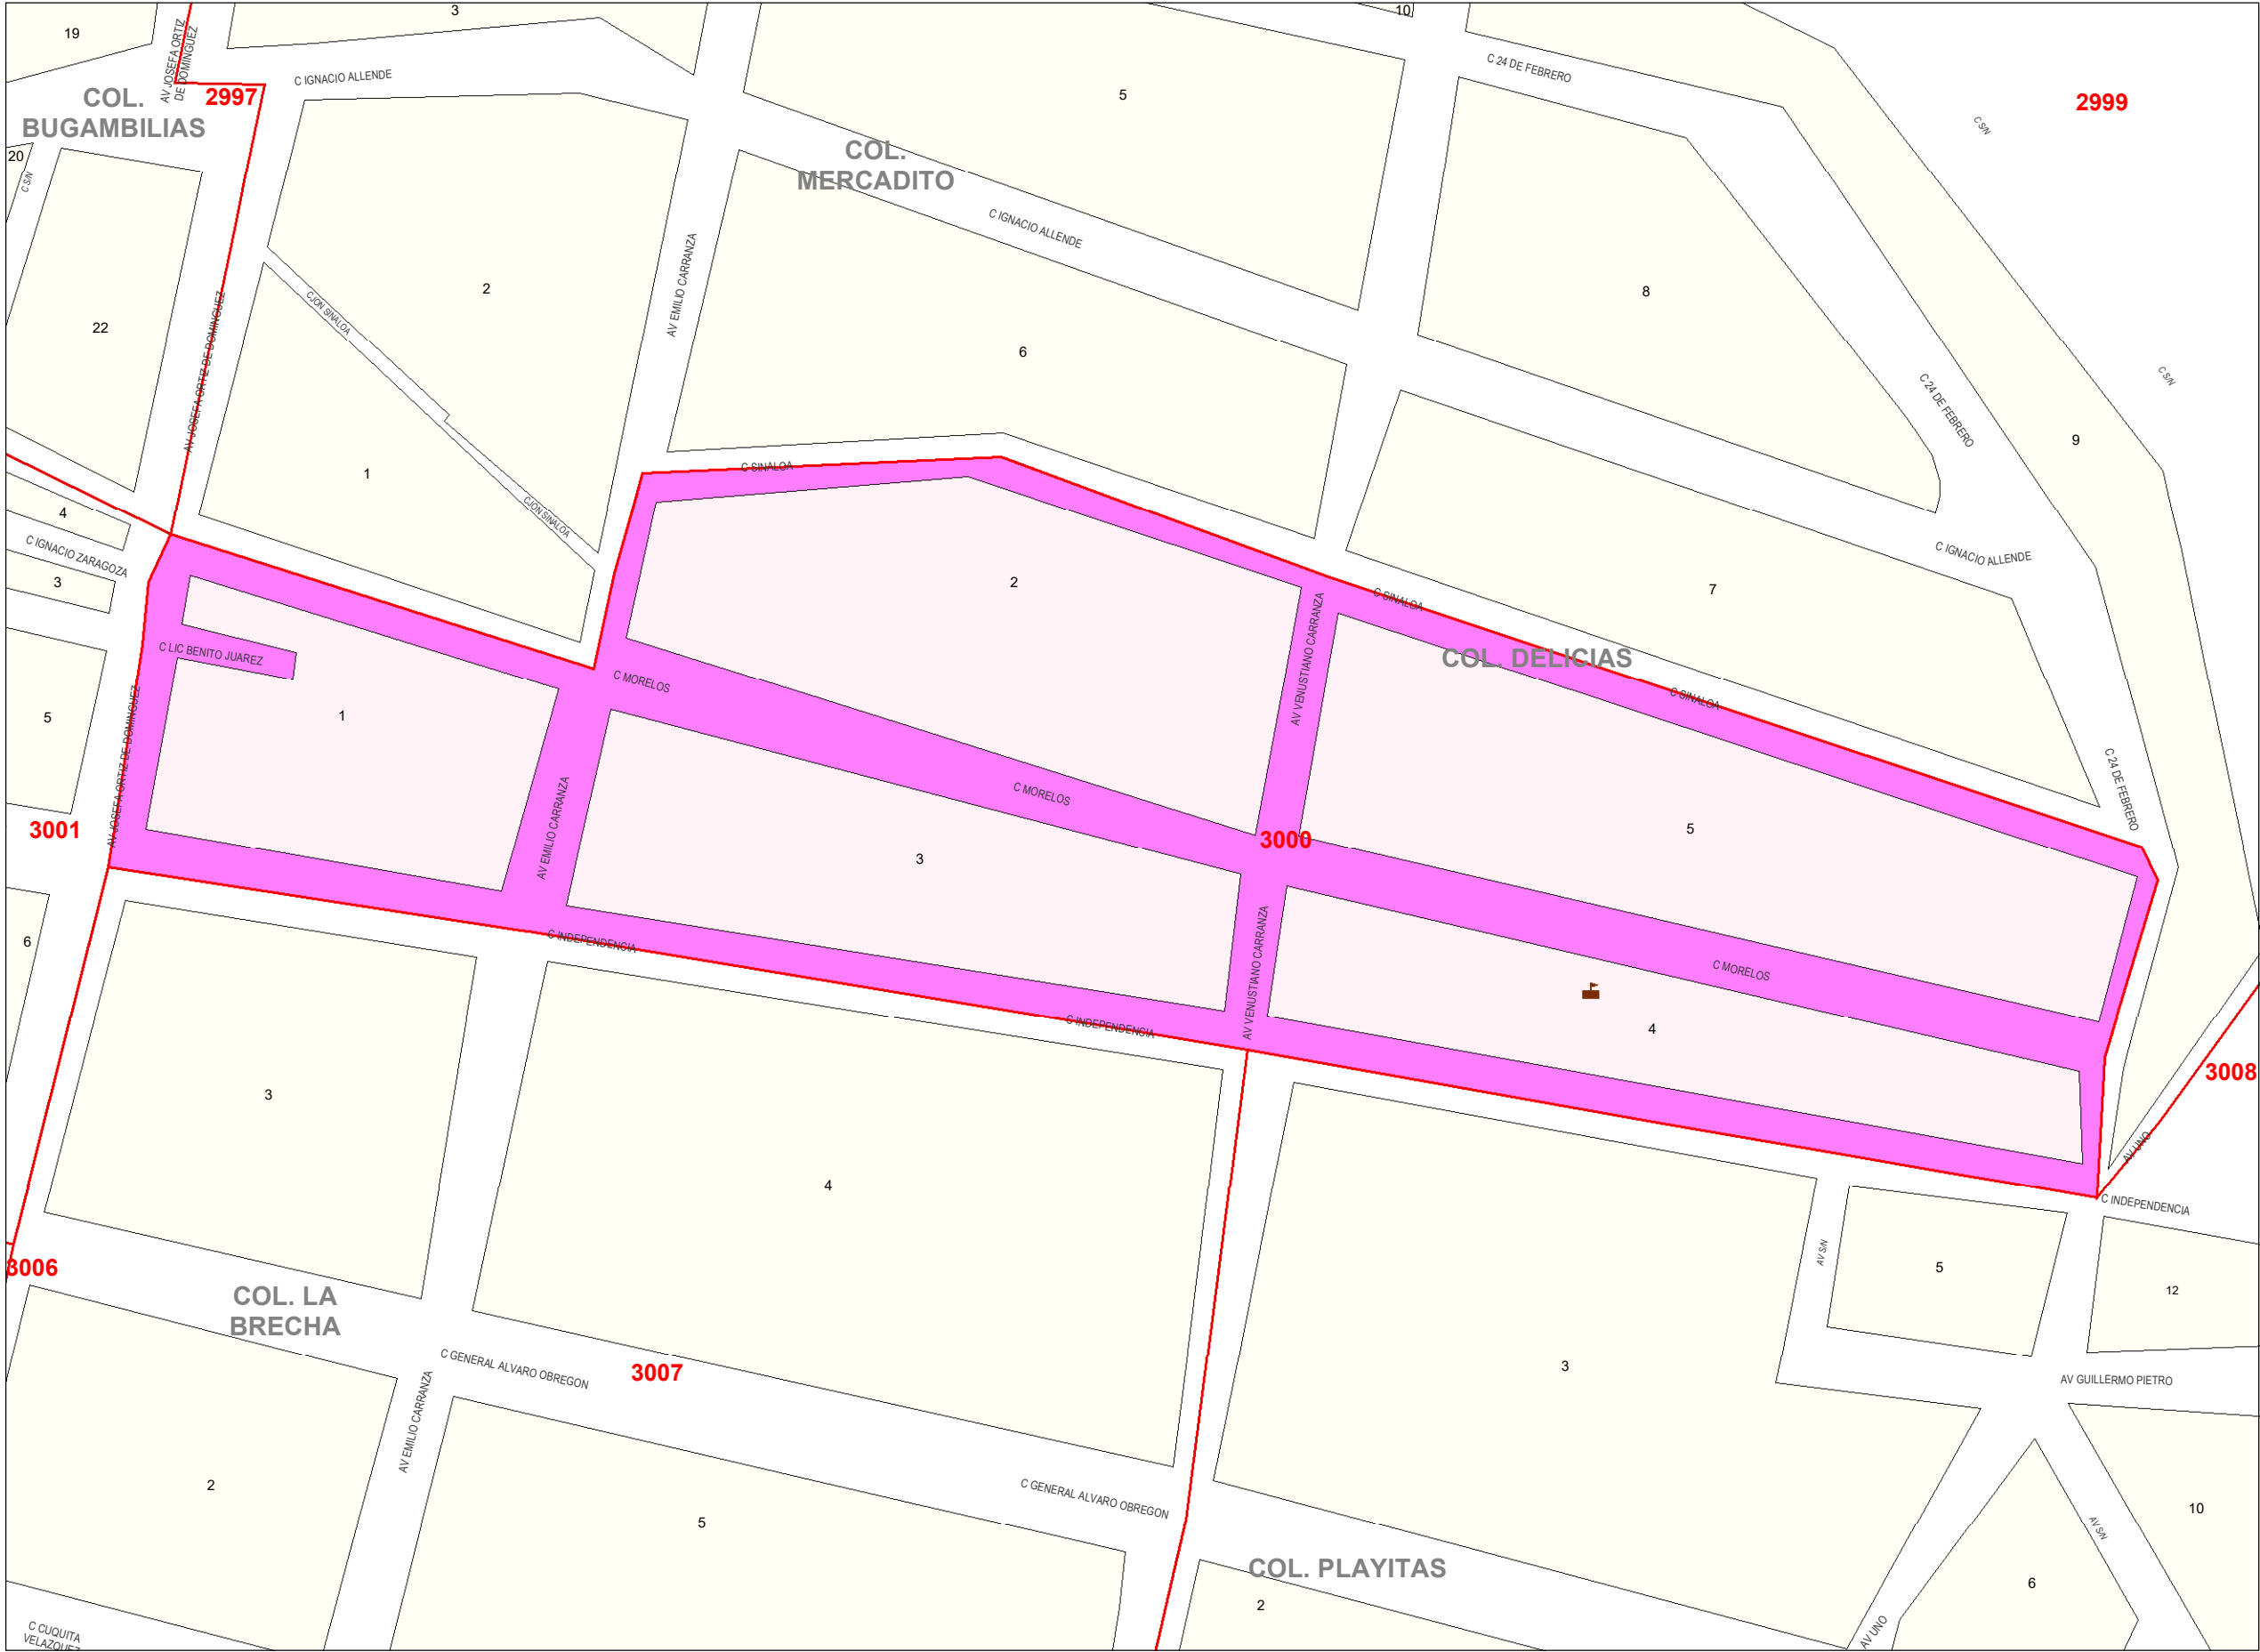 19
3
10
AV JOSEFA ORTIZ
DE DOMINGUEZ
C IGNACIO ALLENDE
C 24 DE FEBRERO
COL.
BUGAMBILIAS
2997
5
2999
C S/N
20
C S/N
COL.
MERCADITO
C IGNACIO ALLENDE
AV EMILIO CARRANZA
2
22
CJON SINALOA
AV JOSEFA ORTIZ DE DOMINGUEZ
6
8
C S/N
C 24 DE FEBRERO
9
1
C SINALOA
CJON SINALOA
4
C IGNACIO ZARAGOZA
3
C IGNACIO ALLENDE
2
7
C SINALOA
AV VENUSTIANO CARRANZA
C LIC BENITO JUAREZ
COL. DELICIAS
C MORELOS
C SINALOA
5
1
AV JOSEFA ORTIZ DE DOMINGUEZ
C MORELOS
C 24 DE FEBRERO
3001
AV EMILIO CARRANZA
3000
5
3
6
C INDEPENDENCIA
AV VENUSTIANO CARRANZA
C MORELOS
C INDEPENDENCIA
4
3008
3
AV UNO
4
C INDEPENDENCIA
AV S/N
5
12
3006
COL. LA
BRECHA
C GENERAL ALVARO OBREGON
3007
3
AV GUILLERMO PIETRO
AV EMILIO CARRANZA
2
C GENERAL ALVARO OBREGON
5
10
AV S/N
COL. PLAYITAS
6
2
AV UNO
C CUQUITA
VELAZQUEZ